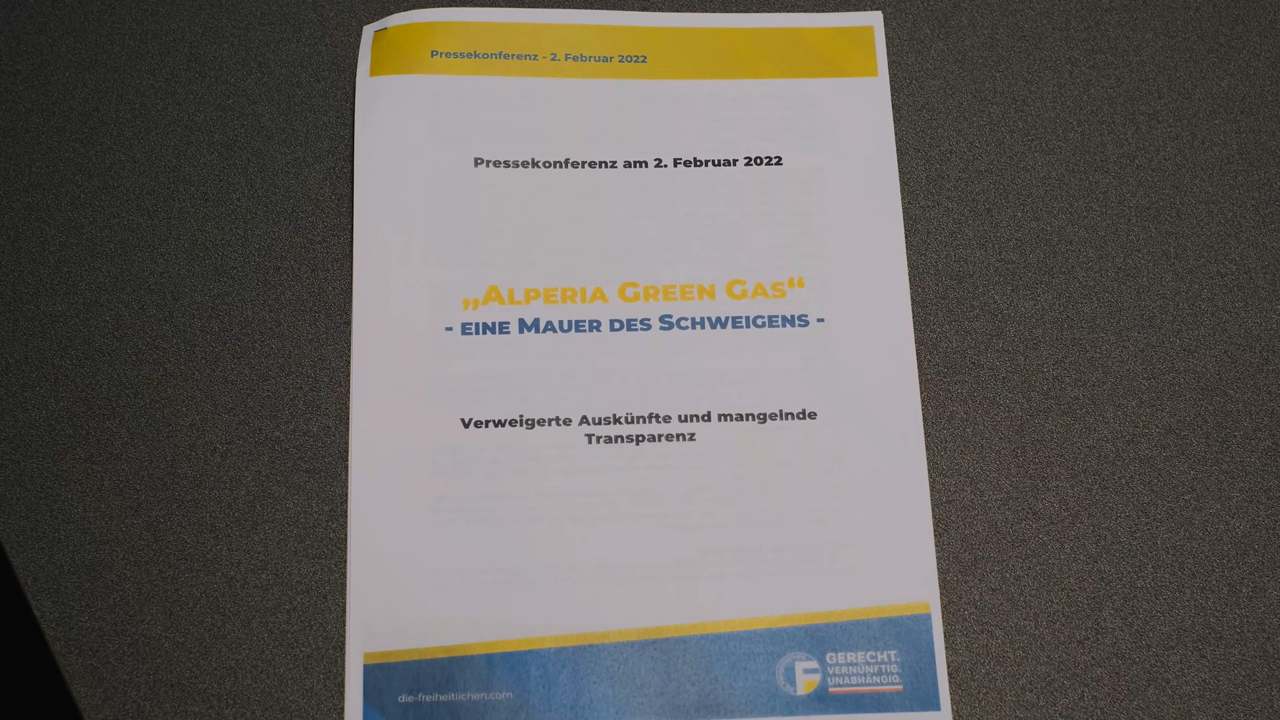 Pressekonferenz - 2. Februar 2022
Pressekonferenz am 2. Februar 2022
„Alperia Green Gas“
- eine Mauer des Schweigens -
Verweigerte Auskünfte und mangelnde
Transparenz
die-freiheitlichen.com
GERECHT.
VERNÜNFTIG.
UNABHÄNGIG.